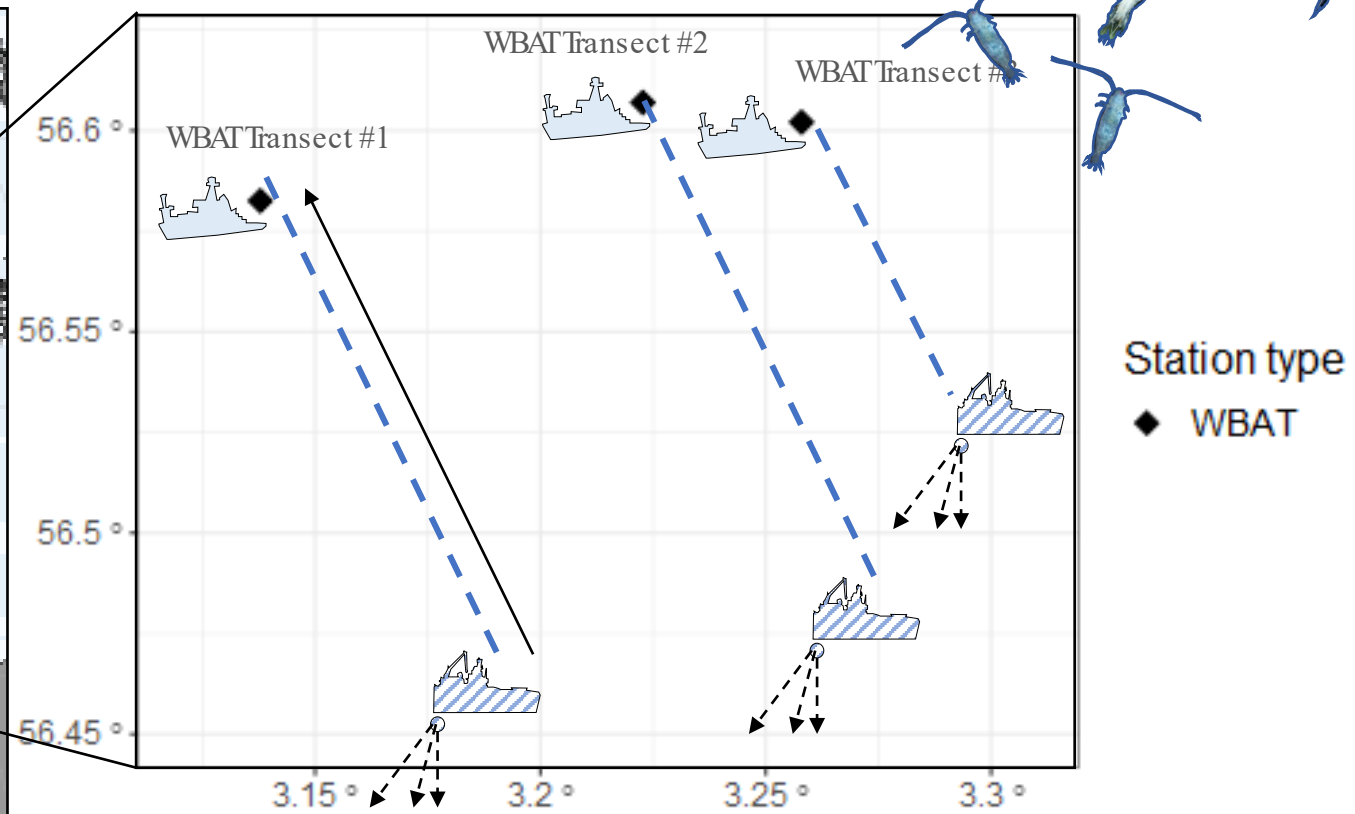 WBAT Transect #2
WBAT Transect #
WBAT Transect #1
56.6 °
56.55 °
56.5 °
56.45 °
3.15 °
3.2 °
3.25 °
3.3 °
Station type
WBAT